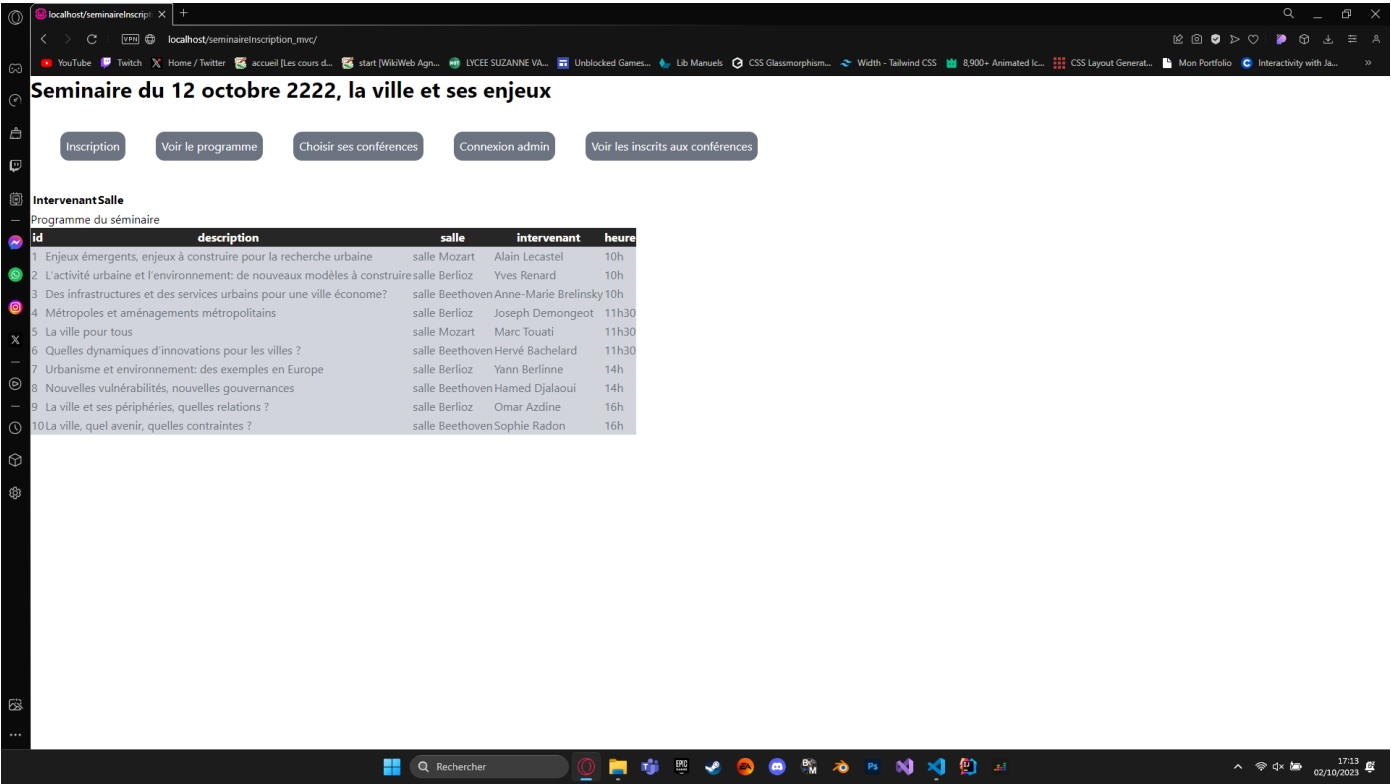 localhost/seminaireInscript
VPN localhost/seminaireInscription_mvc/
YouTube Twitch Home / Twitter accueil [Les cours d... start [WikiWeb Agn... LYCEE SUZANNE VA... Unblocked Games... Lib Manuels CSS Glassmorphism... Width - Tailwind CSS 8,900+ Animated Ic... CSS Layout Generat... Mon Portfolio Interactivity with Ja...
Seminaire du 12 octobre 2222, la ville et ses enjeux
Inscription Voir le programme Choisir ses conférences Connexion admin Voir les inscrits aux conférences
Intervenant Salle
Programme du séminaire
id description salle intervenant heure
1 Enjeux émergents, enjeux à construire pour la recherche urbaine salle Mozart Alain Lecastel 10h
2 L'activité urbaine et l'environnement: de nouveaux modèles à construire salle Berlioz Yves Renard 10h
3 Des infrastructures et des services urbains pour une ville économe? salle Beethoven Anne-Marie Brelinsky 10h
4 Métropoles et aménagements métropolitains salle Berlioz Joseph Demongeot 11h30
5 La ville pour tous salle Mozart Marc Touati 11h30
6 Quelles dynamiques d'innovations pour les villes ? salle Beethoven Hervé Bachelard 11h30
7 Urbanisme et environnement: des exemples en Europe salle Berlioz Yann Berlinne 14h
8 Nouvelles vulnérabilités, nouvelles gouvernances salle Beethoven Hamed Djalaoui 14h
9 La ville et ses périphéries, quelles relations ? salle Berlioz Omar Azdine 16h
10 La ville, quel avenir, quelles contraintes ? salle Beethoven Sophie Radon 16h
Rechercher
17:13
02/10/2023